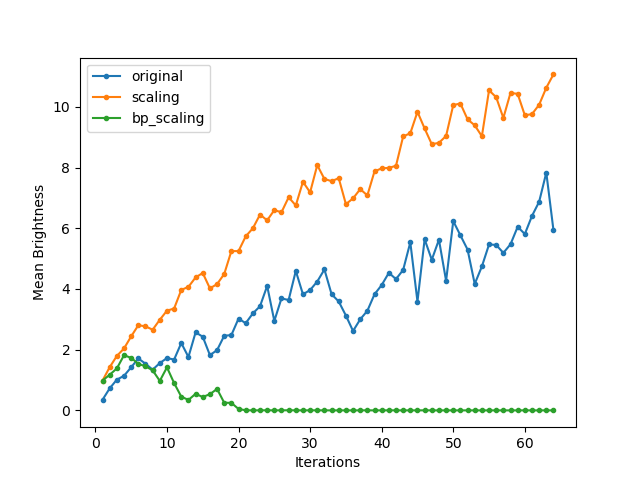 original
scaling
bp_scaling
Mean Brightness
10
8
6
4
2
0
0 10 20 30 40 50 60
Iterations